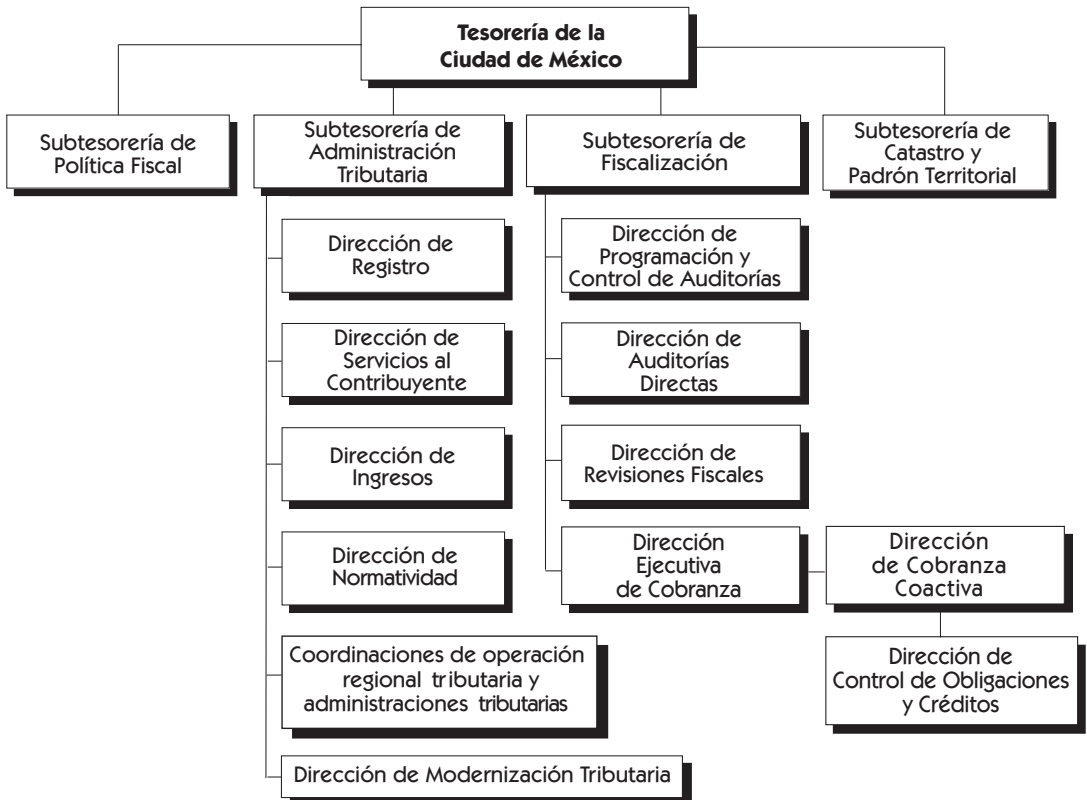 Tesorería de la
Ciudad de México
Subtesorería de
Política Fiscal
Subtesorería de
Administración
Tributaria
Subtesorería de
Fiscalización
Subtesorería de
Catastro y
Padrón Territorial
Dirección de
Registro
Dirección de
Servicios al
Contribuyente
Dirección de
Ingresos
Dirección de
Normatividad
Coordinaciones de operación
regional tributaria y
administraciones tributarias
Dirección de Modernización Tributaria
Dirección de
Programación y
Control de Auditorías
Dirección de
Auditorías
Directas
Dirección de
Revisiones Fiscales
Dirección
Ejecutiva
de Cobranza
Dirección
de Cobranza
Coactiva
Dirección de
Control de Obligaciones
y Créditos